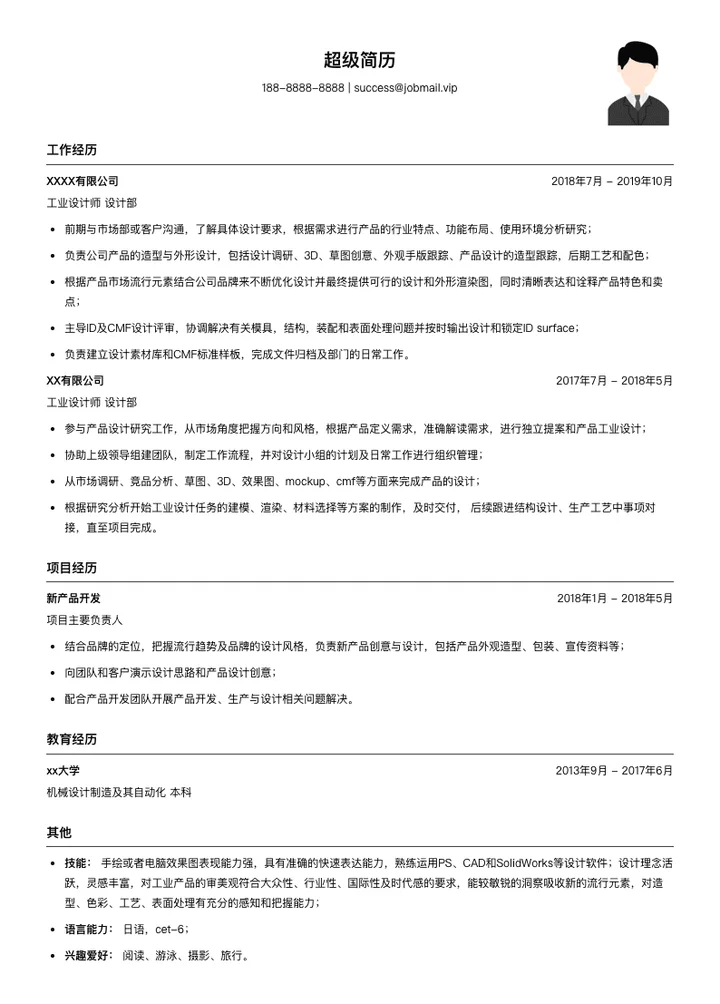 超级简历
188-8888-8888 | success@jobmail.vip
工作经历
XXXX有限公司 2018年7月 – 2019年10月
工业设计师 设计部
• 前期与市场部或客户沟通，了解具体设计要求，根据需求进行产品的行业特点、功能布局、使用环境分析研究；
• 负责公司产品的造型与外形设计，包括设计调研、3D、草图创意、外观手版跟踪、产品设计的造型跟踪，后期工艺和配色；
• 根据产品市场流行元素结合公司品牌来不断优化设计并最终提供可行的设计和外形渲染图，同时清晰表达和诠释产品特色和卖
点；
• 主导ID及CMF设计评审，协调解决有关模具，结构，装配和表面处理问题并按时输出设计和锁定ID surface；
• 负责建立设计素材库和CMF标准样板，完成文件归档及部门的日常工作。
XX有限公司 2017年7月 – 2018年5月
工业设计师 设计部
• 参与产品设计研究工作，从市场角度把握方向和风格，根据产品定义需求，准确解读需求，进行独立提案和产品工业设计；
• 协助上级领导组建团队，制定工作流程，并对设计小组的计划及日常工作进行组织管理；
• 从市场调研、竞品分析、草图、3D、效果图、mockup、cmf等方面来完成产品的设计；
• 根据研究分析开始工业设计任务的建模、渲染、材料选择等方案的制作，及时交付， 后续跟进结构设计、生产工艺中事项对
接，直至项目完成。
项目经历
新产品开发 2018年1月 – 2018年5月
项目主要负责人
• 结合品牌的定位，把握流行趋势及品牌的设计风格，负责新产品创意与设计，包括产品外观造型、包装、宣传资料等；
• 向团队和客户演示设计思路和产品设计创意；
• 配合产品开发团队开展产品开发、生产与设计相关问题解决。
教育经历
xx大学 2013年9月 – 2017年6月
机械设计制造及其自动化 本科
其他
• 技能： 手绘或者电脑效果图表现能力强，具有准确的快速表达能力，熟练运用PS、CAD和SolidWorks等设计软件；设计理念活
跃，灵感丰富，对工业产品的审美观符合大众性、行业性、国际性及时代感的要求，能较敏锐的洞察吸收新的流行元素，对造
型、色彩、工艺、表面处理有充分的感知和把握能力；
• 语言能力： 日语，cet-6；
• 兴趣爱好： 阅读、游泳、摄影、旅行。